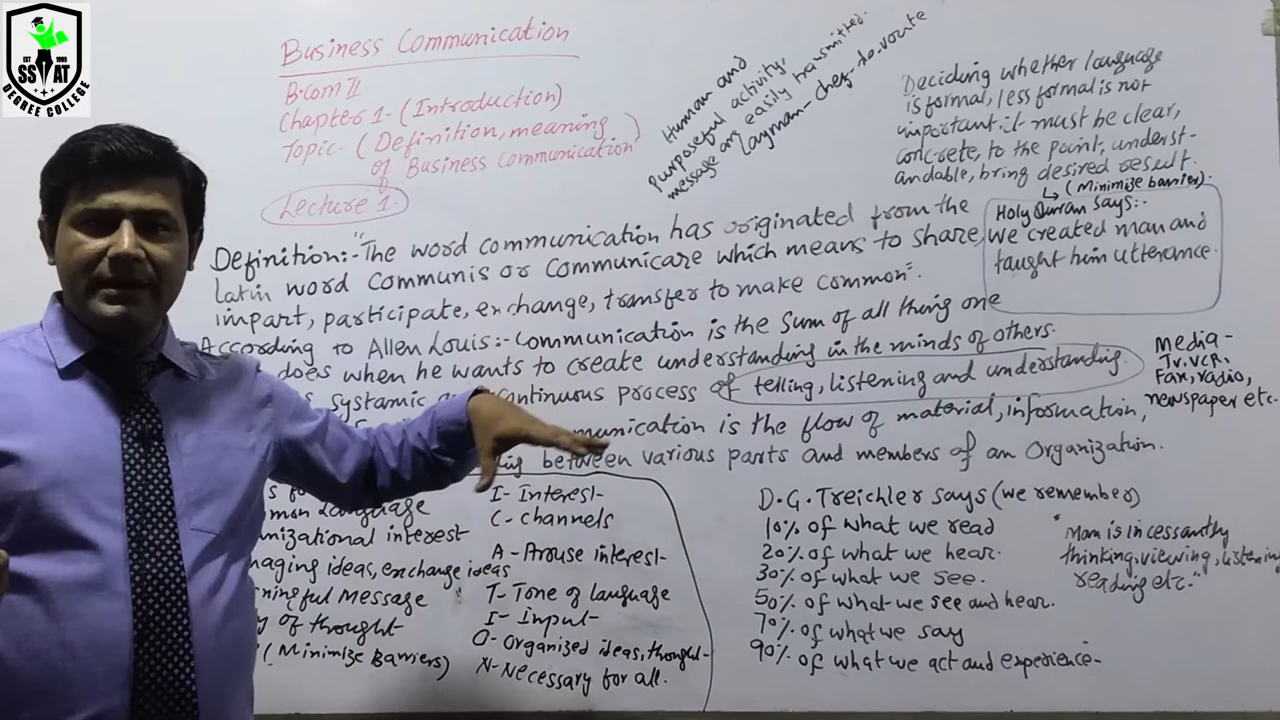 EST 1999
SSAT
DEGREE COLLEGE
Business Communication
B.Com II
Chapter 1- (Introduction)
Topic- (Definition, meaning
of Business Communication)
Lecture 1.
Human and
Purposeful activity.
message are easily transmitted.
Layman-
Deciding whether language
is formal, less formal is not
important. it must be clear,
concrete, to the point, underst-
andable, bring desired result.
(Minimize barriers).
Holy Quran says:-
we created man and
taught him utterance.
Definition:- "The word communication has originated from the
latin word communis or communicare which means to share,
impart, participate, exchange, transfer to make common".
According to Allen Louis:- Communication is the sum of all thing one
does when he wants to create understanding in the minds of others.
systamic continuous process of telling, listening and understanding.
Media-
Tv, VCR,
Fax, radio,
newspaper etc.
munication is the flow of material, information,
between various parts and members of an Organization.
Language
nizational interest
naging ideas, exchange ideas
ningful Message
y of thought
(Minimize Barriers)
I- Interest-
C- Channels
A- Arouse interest-
T- Tone of language
I- Input-
O- Organized ideas, thought-
N- Necessary for all.
D.G. Treichler says (we remember)
10% of what we read
20% of what we hear.
30% of what we see.
50% of what we see and hear.
70% of what we say
90% of what we act and experience-
"Man is incessantly
thinking, viewing, listening
reading etc-"